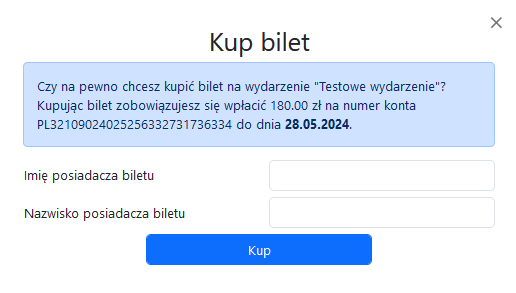 Kup bilet
Czy na pewno chcesz kupić bilet na wydarzenie "Testowe wydarzenie"?
Kupując bilet zobowiązujesz się wpłacić 180.00 zł na numer konta
PL32109024025256332731736334 do dnia 28.05.2024.
Imię posiadacza biletu
Nazwisko posiadacza biletu
Kup